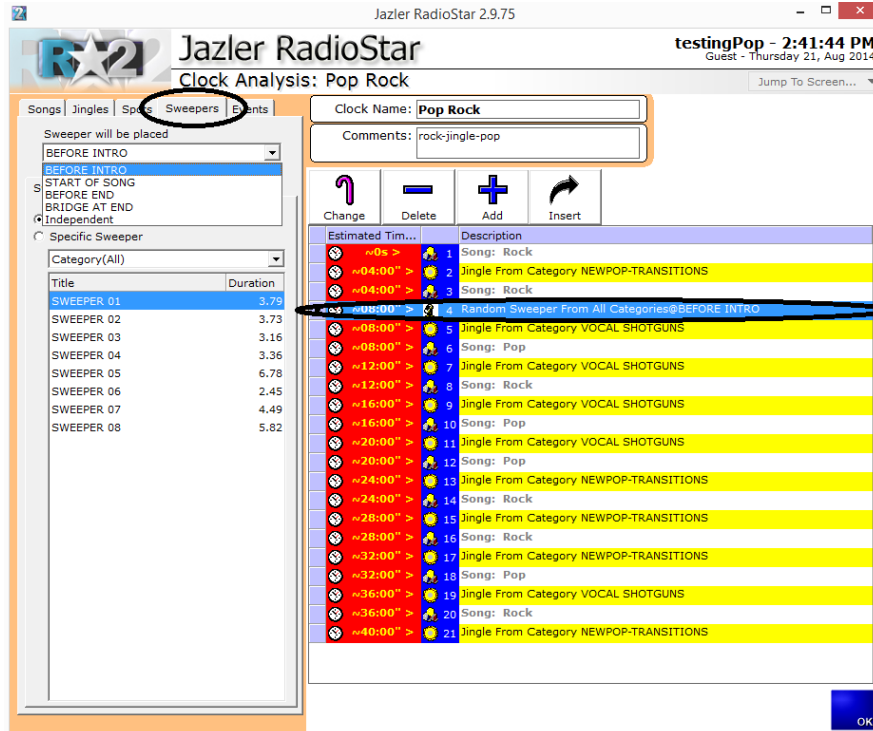 Jazler RadioStar 2.9.75
R 2
Jazler RadioStar
testingPop - 2:41:44 PM
Guest - Thursday 21, Aug 2014
Clock Analysis: Pop Rock
Jump To Screen...
Songs Jingles Spots Sweepers Events
Sweeper will be placed
BEFORE INTRO
BEFORE INTRO
START OF SONG
BEFORE END
BRIDGE AT END
S
Independent
Specific Sweeper
Category(All)
Title Duration
SWEEPER 01 3.79
SWEEPER 02 3.73
SWEEPER 03 3.16
SWEEPER 04 3.36
SWEEPER 05 6.78
SWEEPER 06 2.45
SWEEPER 07 4.49
SWEEPER 08 5.82
Clock Name: Pop Rock
Comments: rock-jingle-pop
Change Delete Add Insert
Estimated Tim... Description
~0s > 1 Song: Rock
~04:00" > 2 Jingle From Category NEWPOP-TRANSITIONS
~04:00" > 3 Song: Rock
~08:00" > 4 Random Sweeper From All Categories@BEFORE INTRO
~08:00" > 5 Jingle From Category VOCAL SHOTGUNS
~08:00" > 6 Song: Pop
~12:00" > 7 Jingle From Category VOCAL SHOTGUNS
~12:00" > 8 Song: Rock
~16:00" > 9 Jingle From Category VOCAL SHOTGUNS
~16:00" > 10 Song: Pop
~20:00" > 11 Jingle From Category VOCAL SHOTGUNS
~20:00" > 12 Song: Pop
~24:00" > 13 Jingle From Category NEWPOP-TRANSITIONS
~24:00" > 14 Song: Rock
~28:00" > 15 Jingle From Category NEWPOP-TRANSITIONS
~28:00" > 16 Song: Rock
~32:00" > 17 Jingle From Category NEWPOP-TRANSITIONS
~32:00" > 18 Song: Pop
~36:00" > 19 Jingle From Category VOCAL SHOTGUNS
~36:00" > 20 Song: Rock
~40:00" > 21 Jingle From Category NEWPOP-TRANSITIONS
OK